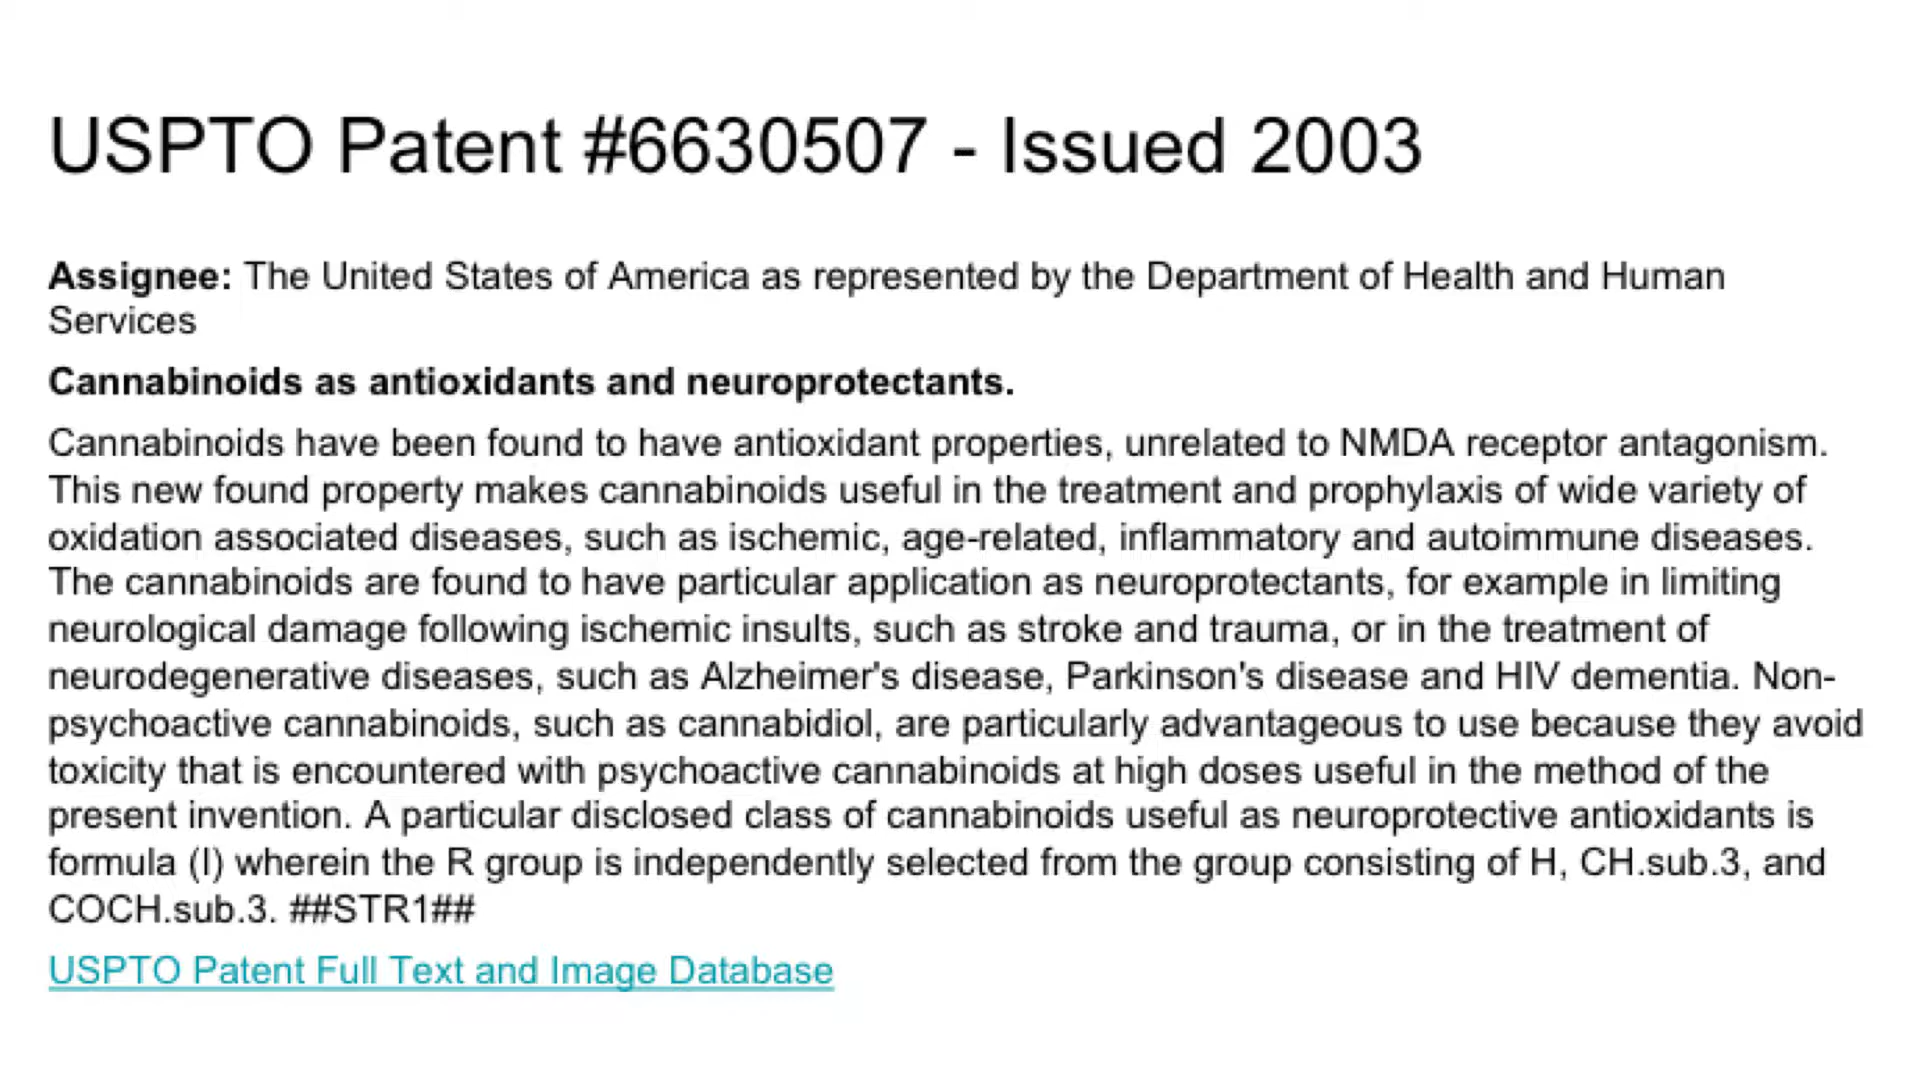 USPTO Patent #6630507 - Issued 2003
Assignee: The United States of America as represented by the Department of Health and Human
Services
Cannabinoids as antioxidants and neuroprotectants.
Cannabinoids have been found to have antioxidant properties, unrelated to NMDA receptor antagonism.
This new found property makes cannabinoids useful in the treatment and prophylaxis of wide variety of
oxidation associated diseases, such as ischemic, age-related, inflammatory and autoimmune diseases.
The cannabinoids are found to have particular application as neuroprotectants, for example in limiting
neurological damage following ischemic insults, such as stroke and trauma, or in the treatment of
neurodegenerative diseases, such as Alzheimer's disease, Parkinson's disease and HIV dementia. Non-
psychoactive cannabinoids, such as cannabidiol, are particularly advantageous to use because they avoid
toxicity that is encountered with psychoactive cannabinoids at high doses useful in the method of the
present invention. A particular disclosed class of cannabinoids useful as neuroprotective antioxidants is
formula (I) wherein the R group is independently selected from the group consisting of H, CH.sub.3, and
COCH.sub.3. ##STR1##
USPTO Patent Full Text and Image Database